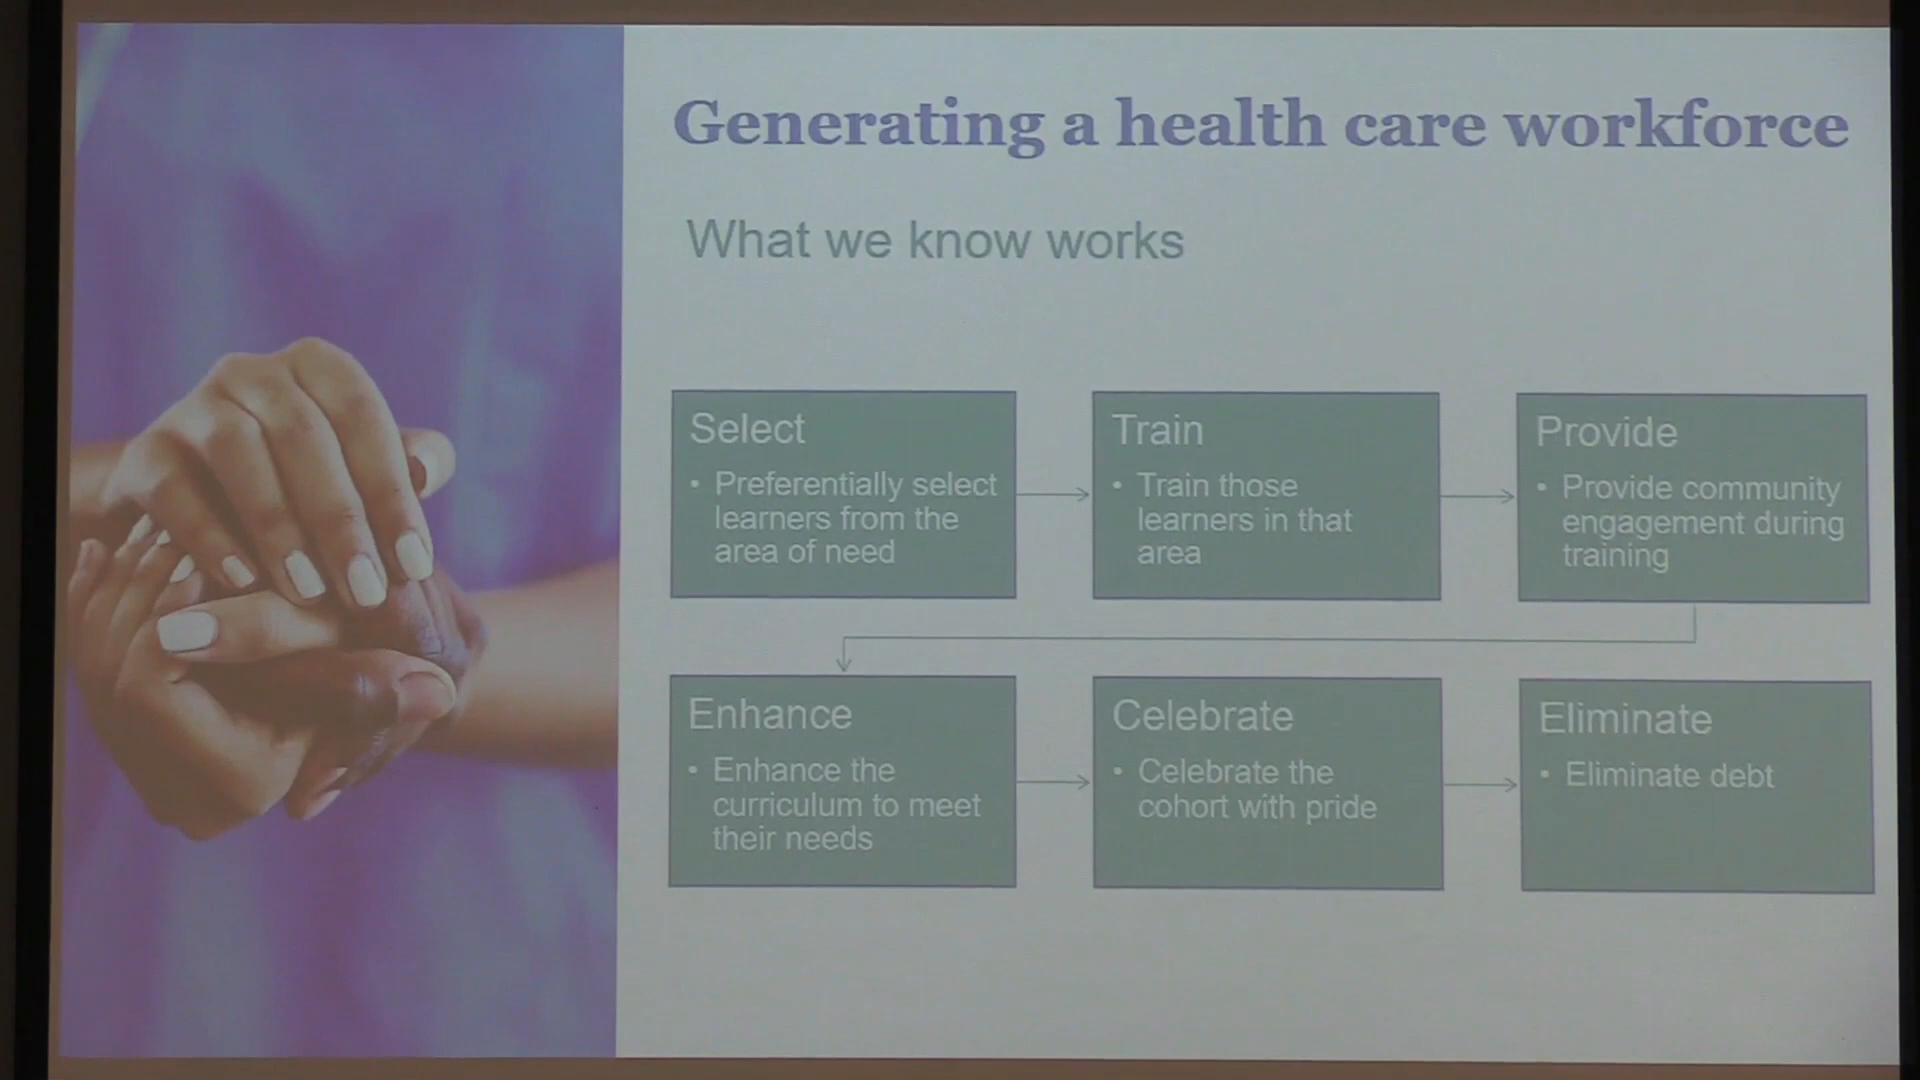 Generating a health care workforce
What we know works
Select
• Preferentially select
learners from the
area of need
Train
• Train those
learners in that
area
Provide
• Provide community
engagement during
training
Enhance
• Enhance the
curriculum to meet
their needs
Celebrate
• Celebrate the
cohort with pride
Eliminate
• Eliminate debt